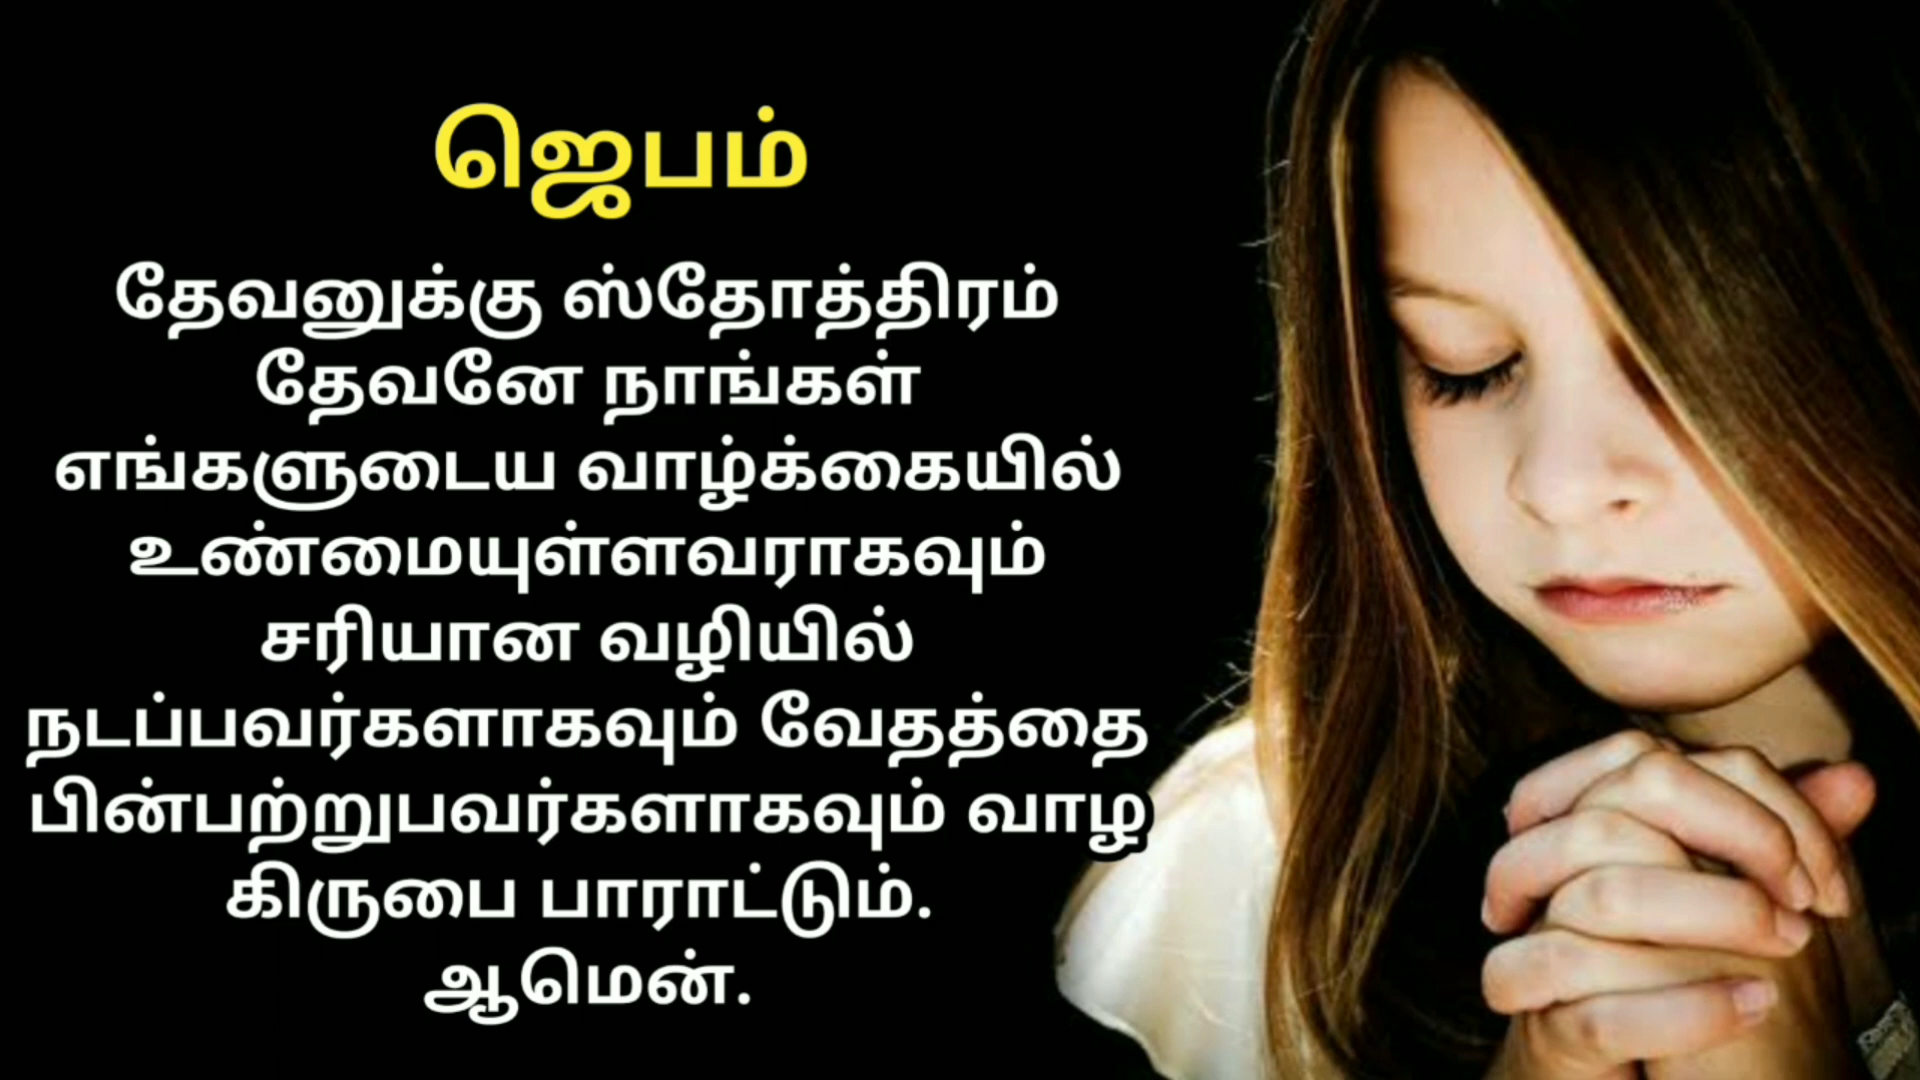 ஜெபம்
தேவனுக்கு ஸ்தோத்திரம்
தேவனே நாங்கள்
எங்களுடைய வாழ்க்கையில்
உண்மையுள்ளவராகவும்
சரியான வழியில்
நடப்பவர்களாகவும் வேதத்தை
பின்பற்றுபவர்களாகவும் வாழ
கிருபை பாராட்டும்.
ஆமென்.